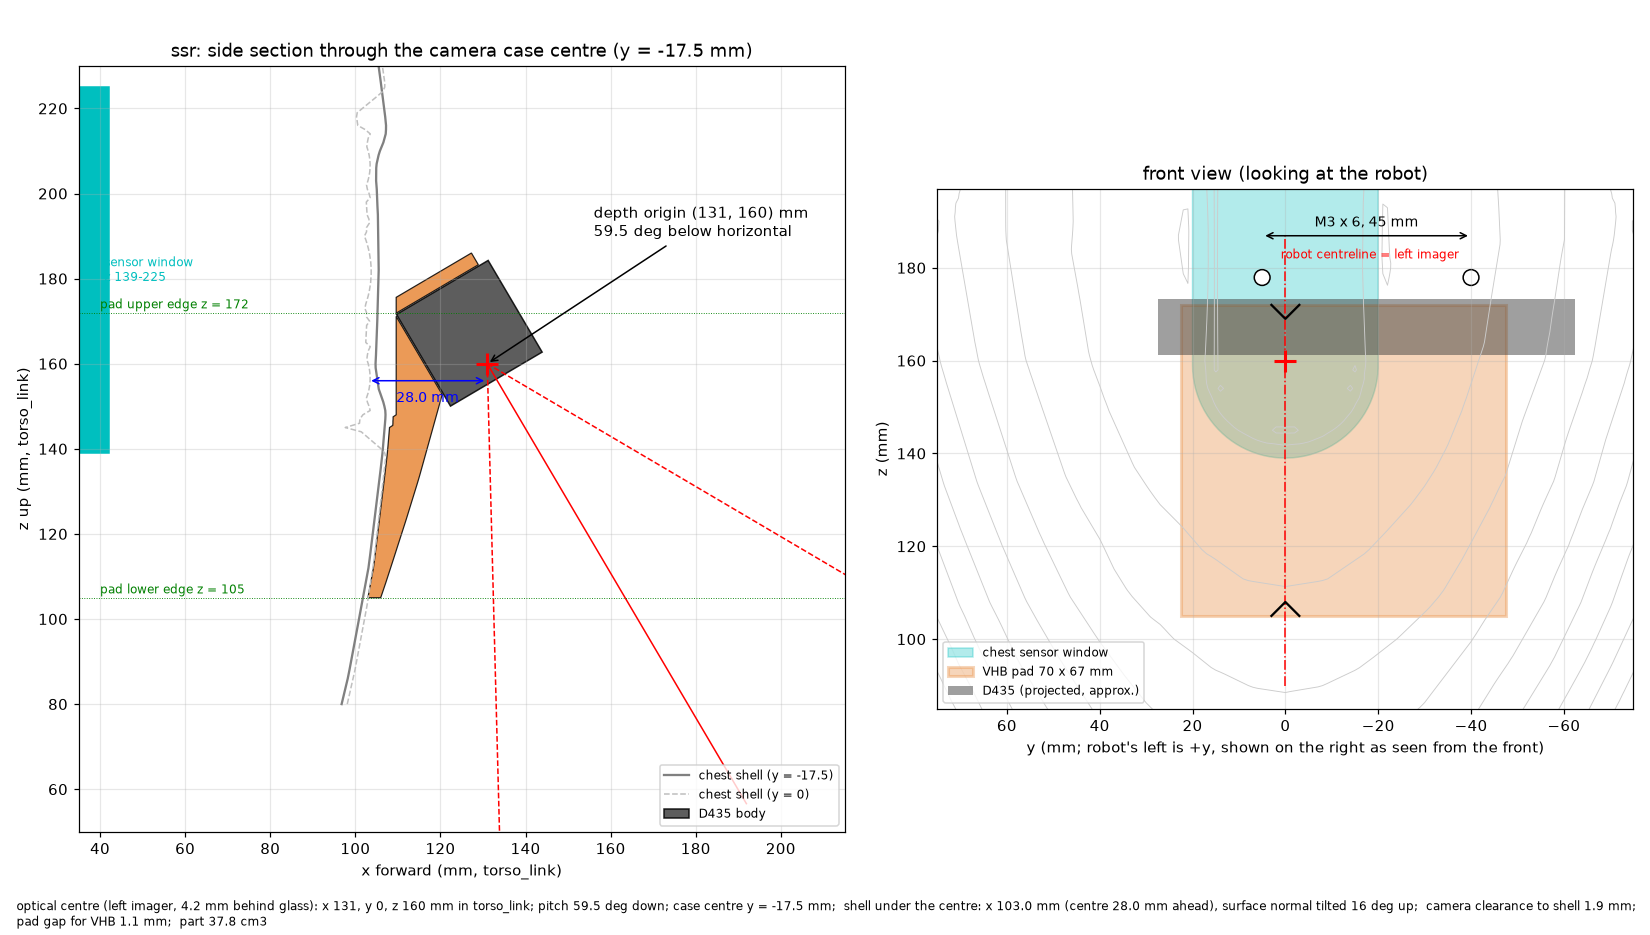 ssr: side section through the camera case centre (y = -17.5 mm)
220
200
180
160
140
120
100
80
60
z up (mm, torso_link)
depth origin (131, 160) mm
59.5 deg below horizontal
ensor window
139-225
pad upper edge z = 172
28.0 mm
pad lower edge z = 105
chest shell (y = -17.5)
chest shell (y = 0)
D435 body
40
60
80
100
120
140
160
180
200
x forward (mm, torso_link)
front view (looking at the robot)
M3 x 6, 45 mm
robot centreline = left imager
180
160
140
120
100
z (mm)
chest sensor window
VHB pad 70 x 67 mm
D435 (projected, approx.)
60
40
20
0
−20
−40
−60
y (mm; robot's left is +y, shown on the right as seen from the front)
optical centre (left imager, 4.2 mm behind glass): x 131, y 0, z 160 mm in torso_link; pitch 59.5 deg down; case centre y = -17.5 mm;  shell under the centre: x 103.0 mm (centre 28.0 mm ahead), surface normal tilted 16 deg up;  camera clearance to shell 1.9 mm;
pad gap for VHB 1.1 mm;  part 37.8 cm3